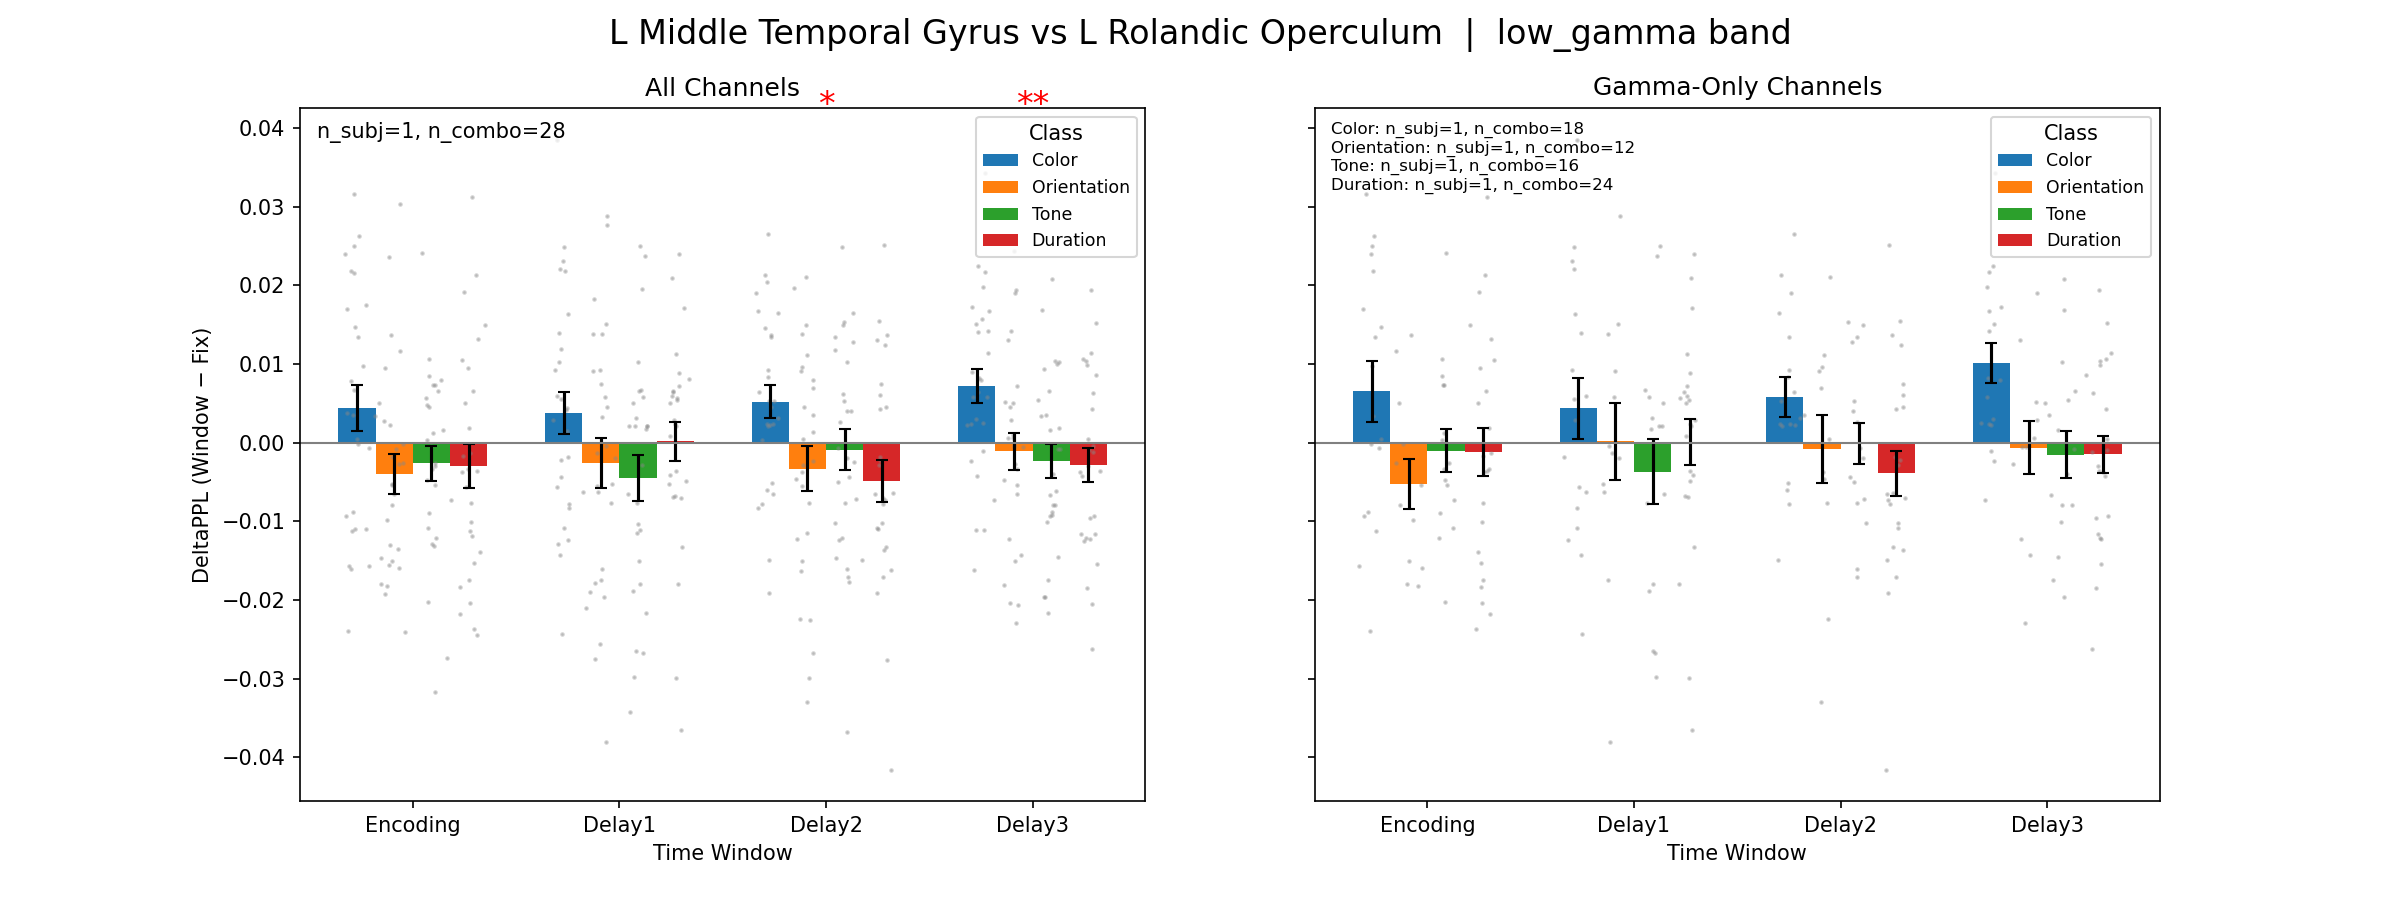 L Middle Temporal Gyrus vs L Rolandic Operculum | low_gamma band
All Channels
* **
n_subj=1, n_combo=28
Class
Color
Orientation
Tone
Duration
0.04
0.03
0.02
0.01
0.00
−0.01
−0.02
−0.03
−0.04
DeltaPPL (Window − Fix)
Encoding Delay1 Delay2 Delay3
Time Window
Gamma-Only Channels
Color: n_subj=1, n_combo=18
Orientation: n_subj=1, n_combo=12
Tone: n_subj=1, n_combo=16
Duration: n_subj=1, n_combo=24
Class
Color
Orientation
Tone
Duration
Encoding Delay1 Delay2 Delay3
Time Window